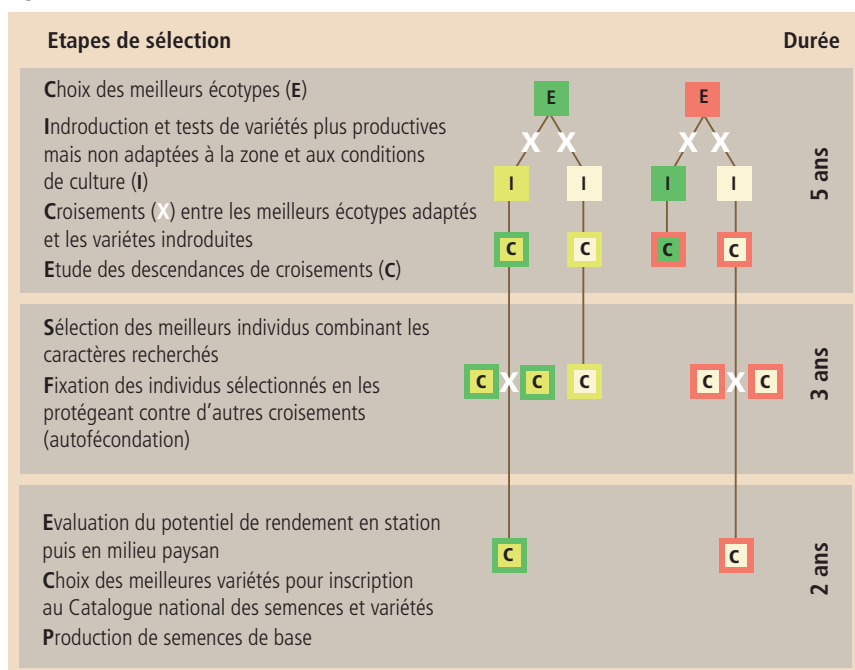 Etapes de sélection
Durée
Choix des meilleurs écotypes (E)
Indroduction et tests de variétés plus productives
mais non adaptées à la zone et aux conditions
de culture (I)
Croisements (X) entre les meilleurs écotypes adaptés
et les variétes indroduites
Etude des descendances de croisements (C)
E
E
X X
X X
I
I
I
I
C
C
C
C
5 ans
Sélection des meilleurs individus combinant les
caractères recherchés
Fixation des individus sélectionnés en les
protégeant contre d'autres croisements
(autofécondation)
C X C
C
C X C
3 ans
Evaluation du potentiel de rendement en station
puis en milieu paysan
Choix des meilleures variétés pour inscription
au Catalogue national des semences et variétés
Production de semences de base
C
C
2 ans